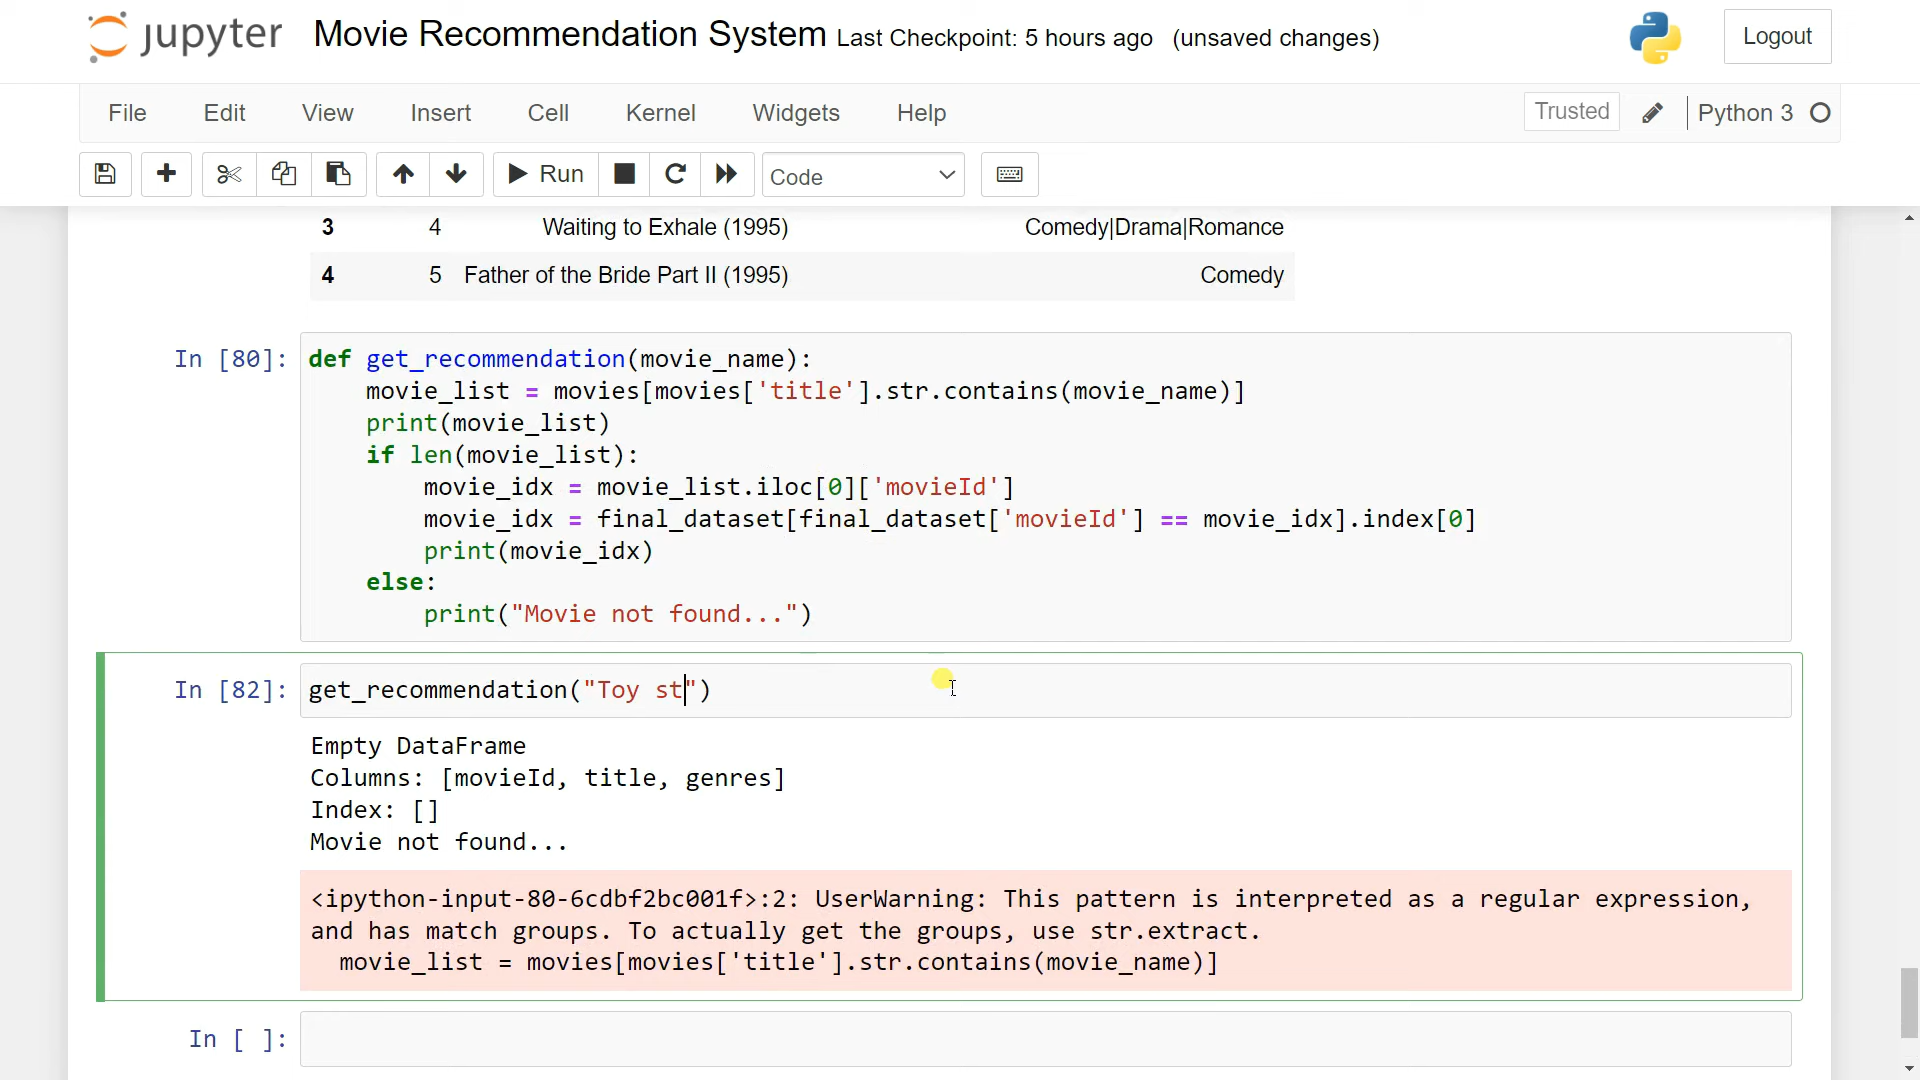 jupyter Movie Recommendation System Last Checkpoint: 5 hours ago (unsaved changes) Logout
File Edit View Insert Cell Kernel Widgets Help Trusted Python 3
Run Code
3 4 Waiting to Exhale (1995) Comedy|Drama|Romance
4 5 Father of the Bride Part II (1995) Comedy
In [80]: def get_recommendation(movie_name):
    movie_list = movies[movies['title'].str.contains(movie_name)]
    print(movie_list)
    if len(movie_list):
        movie_idx = movie_list.iloc[0]['movieId']
        movie_idx = final_dataset[final_dataset['movieId'] == movie_idx].index[0]
        print(movie_idx)
    else:
        print("Movie not found...")
In [82]: get_recommendation("Toy st")
Empty DataFrame
Columns: [movieId, title, genres]
Index: []
Movie not found...
<ipython-input-80-6cdbf2bc001f>:2: UserWarning: This pattern is interpreted as a regular expression,
and has match groups. To actually get the groups, use str.extract.
  movie_list = movies[movies['title'].str.contains(movie_name)]
In [ ]: